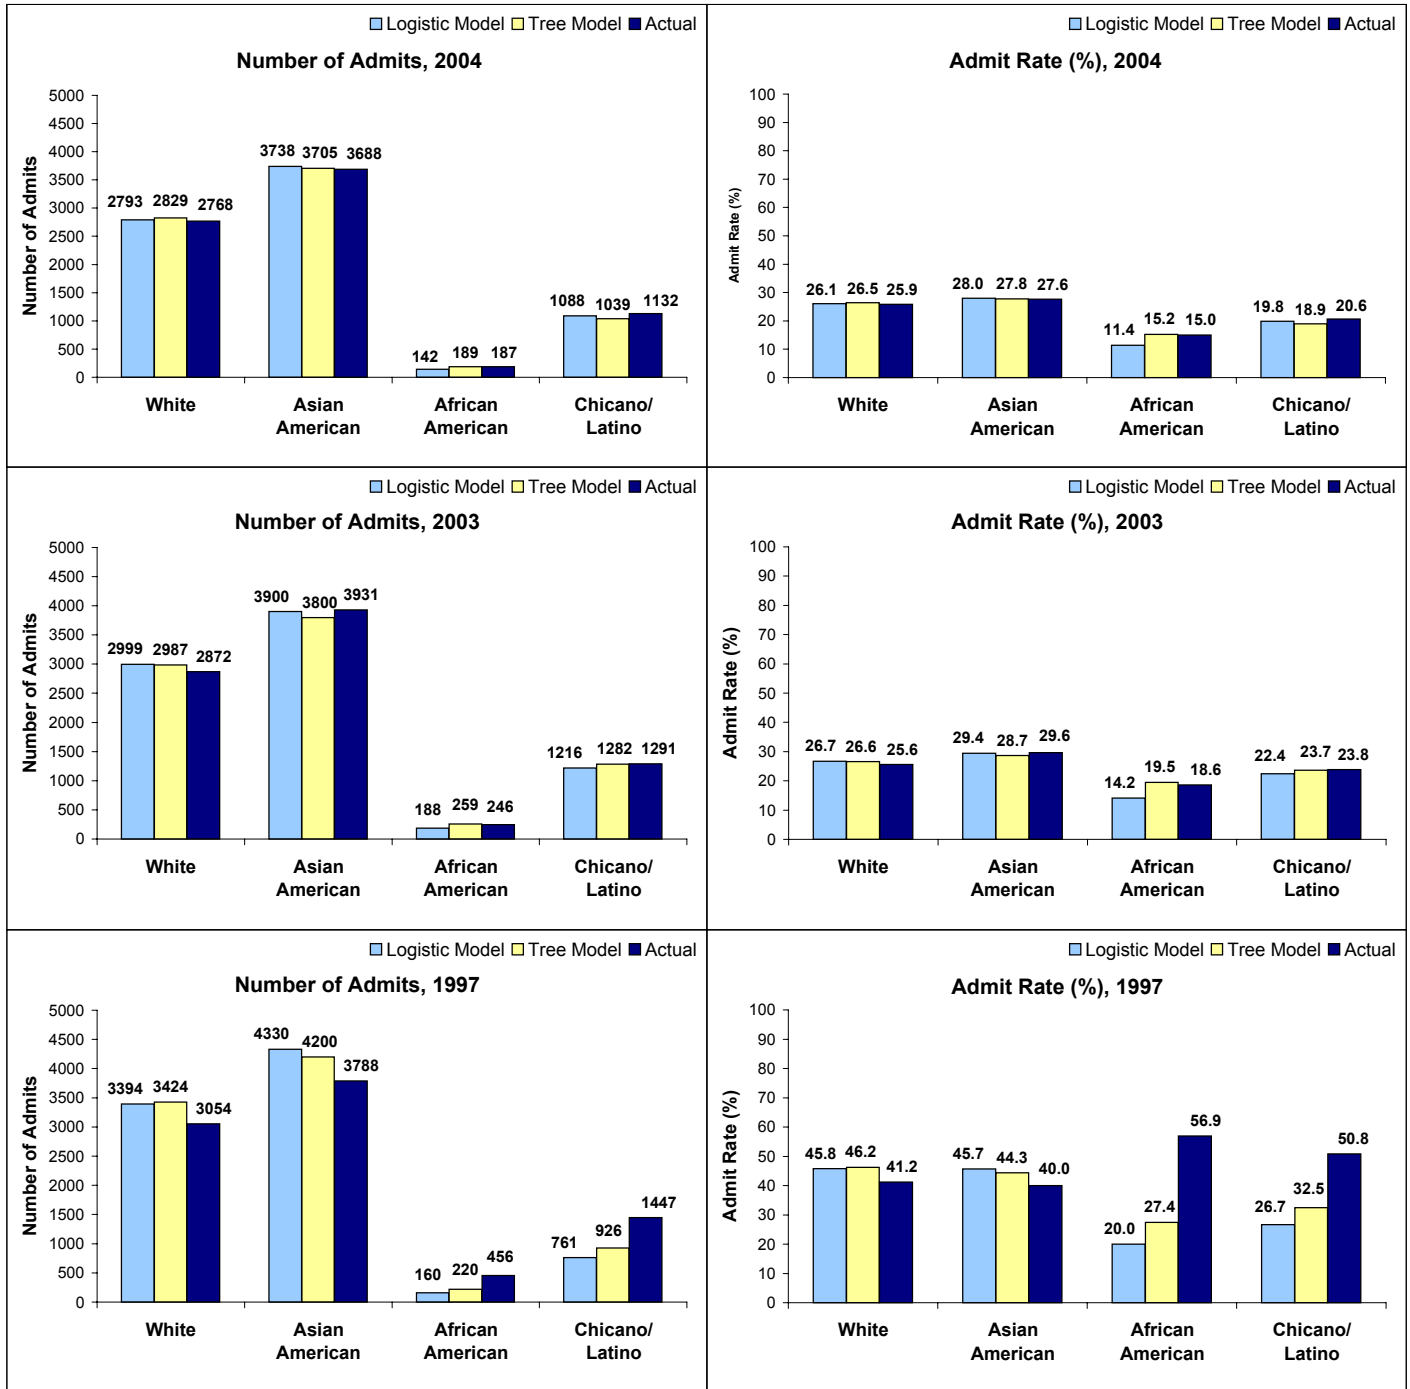 Logistic Model Tree Model Actual
Number of Admits, 2004
5000
4500
4000
3500
3000
2500
2000
1500
1000
500
0
Number of Admits
2793 2829 2768
3738 3705 3688
142 189 187
1088 1039 1132
White
Asian American
African American
Chicano/ Latino
Logistic Model Tree Model Actual
Admit Rate (%), 2004
100
90
80
70
60
50
40
30
20
10
0
Admit Rate (%)
26.1 26.5 25.9
28.0 27.8 27.6
11.4 15.2 15.0
19.8 18.9 20.6
White
Asian American
African American
Chicano/ Latino
Logistic Model Tree Model Actual
Number of Admits, 2003
5000
4500
4000
3500
3000
2500
2000
1500
1000
500
0
Number of Admits
2999 2987 2872
3900 3800 3931
188 259 246
1216 1282 1291
White
Asian American
African American
Chicano/ Latino
Logistic Model Tree Model Actual
Admit Rate (%), 2003
100
90
80
70
60
50
40
30
20
10
0
Admit Rate (%)
26.7 26.6 25.6
29.4 28.7 29.6
14.2 19.5 18.6
22.4 23.7 23.8
White
Asian American
African American
Chicano/ Latino
Logistic Model Tree Model Actual
Number of Admits, 1997
5000
4500
4000
3500
3000
2500
2000
1500
1000
500
0
Number of Admits
3394 3424 3054
4330 4200 3788
160 220 456
761 926 1447
White
Asian American
African American
Chicano/ Latino
Logistic Model Tree Model Actual
Admit Rate (%), 1997
100
90
80
70
60
50
40
30
20
10
0
Admit Rate (%)
45.8 46.2 41.2
45.7 44.3 40.0
20.0 27.4 56.9
26.7 32.5 50.8
White
Asian American
African American
Chicano/ Latino